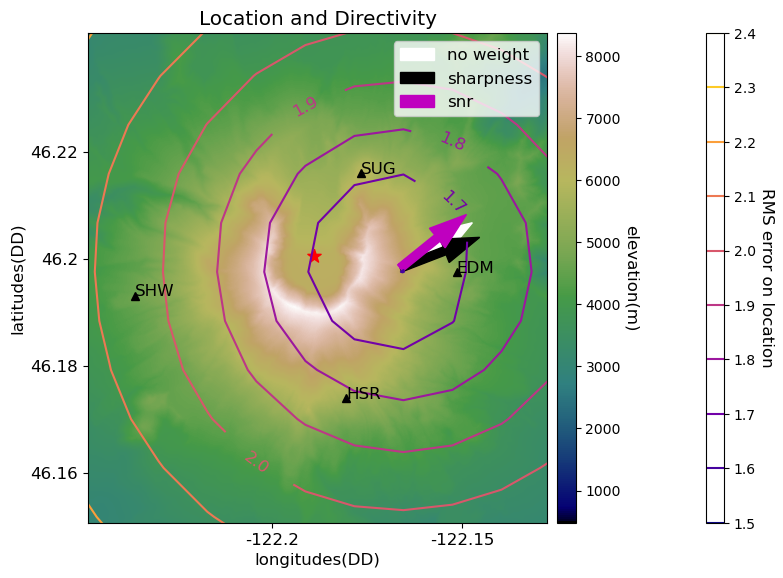 Location and Directivity
no weight
sharpness
snr
1.9
1.8
1.7
2.0
SUG
EDM
SHW
HSR
46.22
46.2
46.18
46.16
latitudes(DD)
-122.2
-122.15
longitudes(DD)
8000
7000
6000
5000
4000
3000
2000
1000
elevation(m)
2.4
2.3
2.2
2.1
2.0
1.9
1.8
1.7
1.6
1.5
RMS error on location